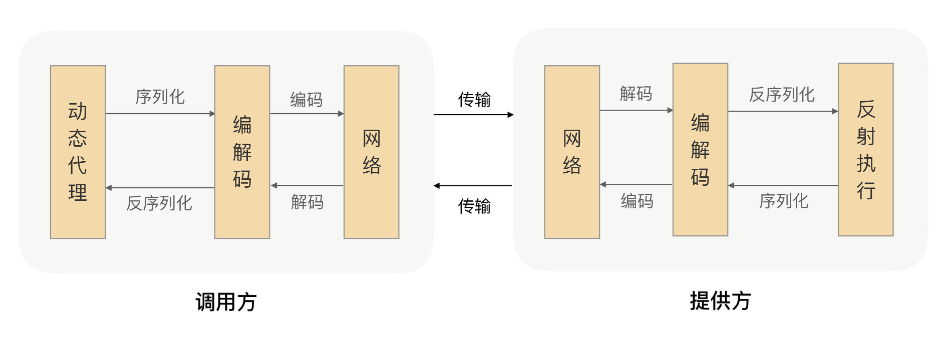 动态代理
序列化
反序列化
编解码
编码
解码
网络
调用方
传输
传输
网络
解码
编码
编解码
反序列化
序列化
反射执行
提供方